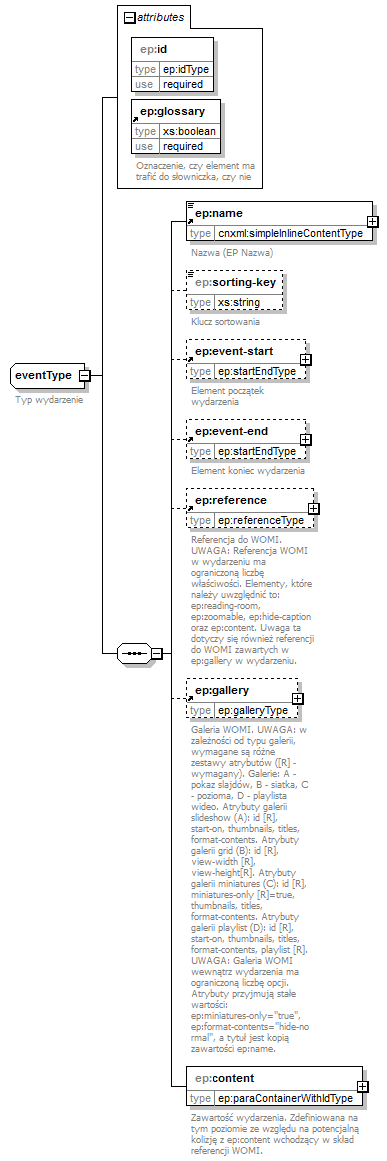 attributes
ep:id
type ep:idType
use required
ep:glossary
type xs:boolean
use required
Oznaczenie, czy element ma
trafić do słowniczka, czy nie
ep:name
type cnxml:simpleInlineContentType
Nazwa (EP Nazwa)
ep:sorting-key
type xs:string
Klucz sortowania
ep:event-start
type ep:startEndType
Element początek
wydarzenia
eventType
Typ wydarzenie
ep:event-end
type ep:startEndType
Element koniec wydarzenia
ep:reference
type ep:referenceType
Referencja do WOMI.
UWAGA: Referencja WOMI
w wydarzeniu ma
ograniczoną liczbę
właściwości. Elementy, które
należy uwzględnić to:
ep:reading-room,
ep:zoomable, ep:hide-caption
oraz ep:content. Uwaga ta
dotyczy się również referencji
do WOMI zawartych w
ep:gallery w wydarzeniu.
ep:gallery
type ep:galleryType
Galeria WOMI. UWAGA: w
zależności od typu galerii,
wymagane są różne
zestawy atrybutów ([R] -
wymagany). Galerie: A -
pokaz slajdów, B - siatka, C
- pozioma, D - playlista
wideo. Atrybuty galerii
slideshow (A): id [R],
start-on, thumbnails, titles,
format-contents. Atrybuty
galerii grid (B): id [R],
view-width [R],
view-height[R]. Atrybuty
galerii miniatures (C): id [R],
miniatures-only [R]=true,
thumbnails, titles,
format-contents. Atrybuty
galerii playlist (D): id [R],
start-on, thumbnails, titles,
format-contents, playlist [R].
UWAGA: Galeria WOMI
wewnątrz wydarzenia ma
ograniczoną liczbę opcji.
Atrybuty przyjmują stałe
wartości:
ep:miniatures-only="true",
ep:format-contents="hide-no
rmal", a tytuł jest kopią
zawartości ep:name.
ep:content
type ep:paraContainerWithIdType
Zawartość wydarzenia. Zdefiniowana na
tym poziomie ze względu na potencjalną
kolizję z ep:content wchodzący w skład
referencji WOMI.